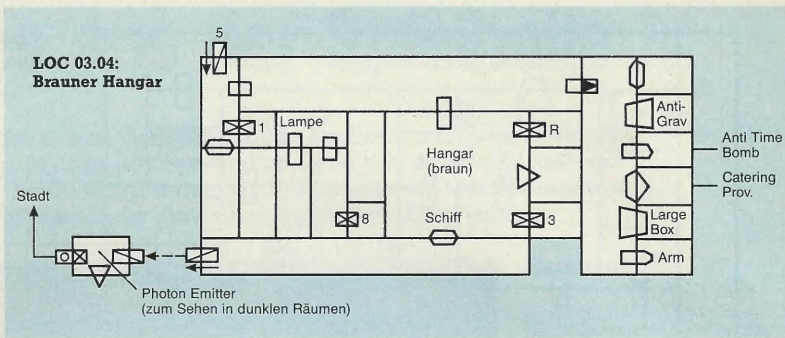 LOC 03.04:
Brauner Hangar
5
1
Lampe
R
Hangar
(braun)
8
Schiff
3
Anti-
Grav
Anti Time
Bomb
Catering
Prov.
Large
Box
Arm
Stadt
Photon Emitter
(zum Sehen in dunklen Räumen)